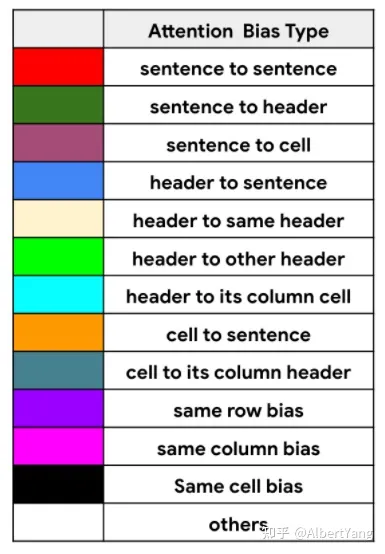 Attention Bias Type
sentence to sentence
sentence to header
sentence to cell
header to sentence
header to same header
header to other header
header to its column cell
cell to sentence
cell to its column header
same row bias
same column bias
Same cell bias
others
知乎 @AlbertYang